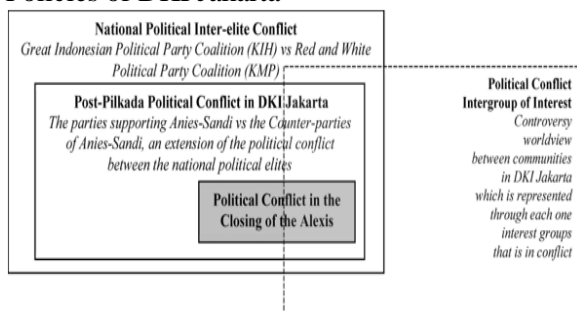 Policies of DKI Jakarta
National Political Inter-elite Conflict
Great Indonesian Political Party Coalition (KIH) vs Red and White
Political Party Coalition (KMP)
Post-Pilkada Political Conflict in DKI Jakarta
The parties supporting Anies-Sandi vs the Counter-parties
of Anies-Sandi, an extension of the political conflict
between the national political elites
Political Conflict in the
Closing of the Alexis
Political Conflict
Intergroup of Interest
Controversy
worldview
between communities
in DKI Jakarta
which is represented
through each one
interest groups
that is in conflict